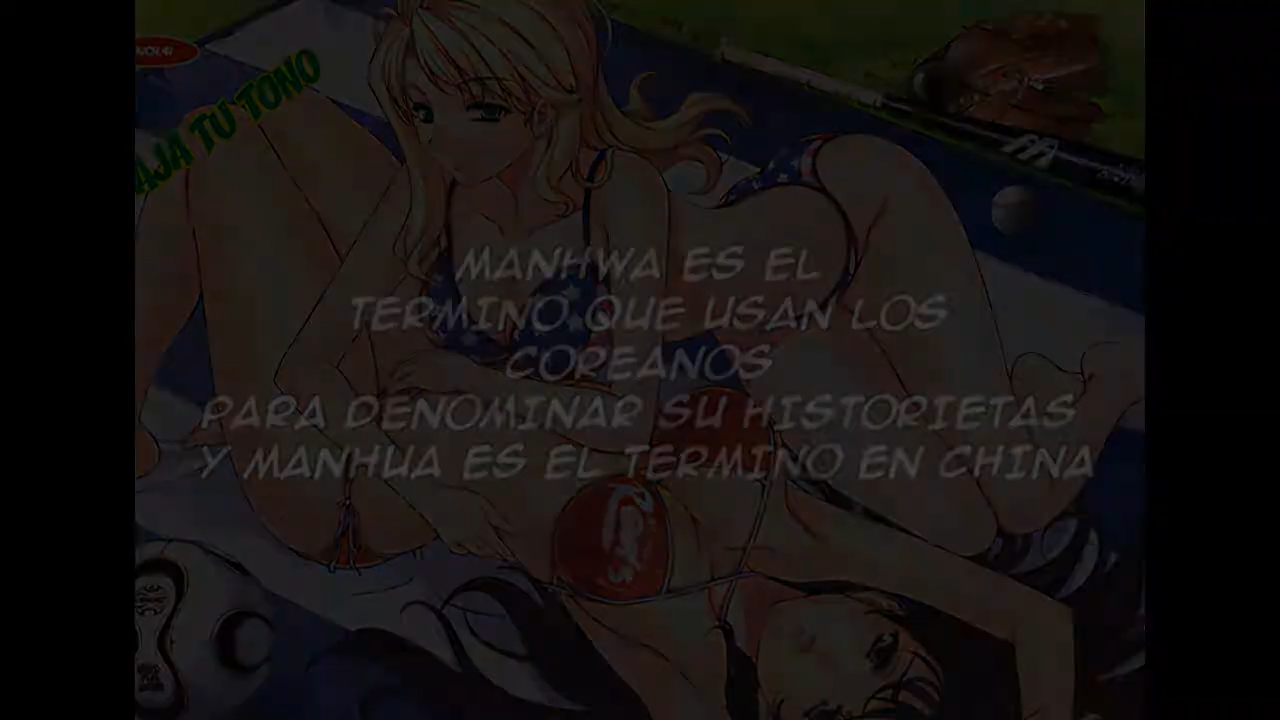 AJA TU TONO
MANHWA ES EL
TERMINO QUE USAN LOS
COREANOS
PARA DENOMINAR SU HISTORIETAS
Y MANHUA ES EL TERMINO EN CHINA